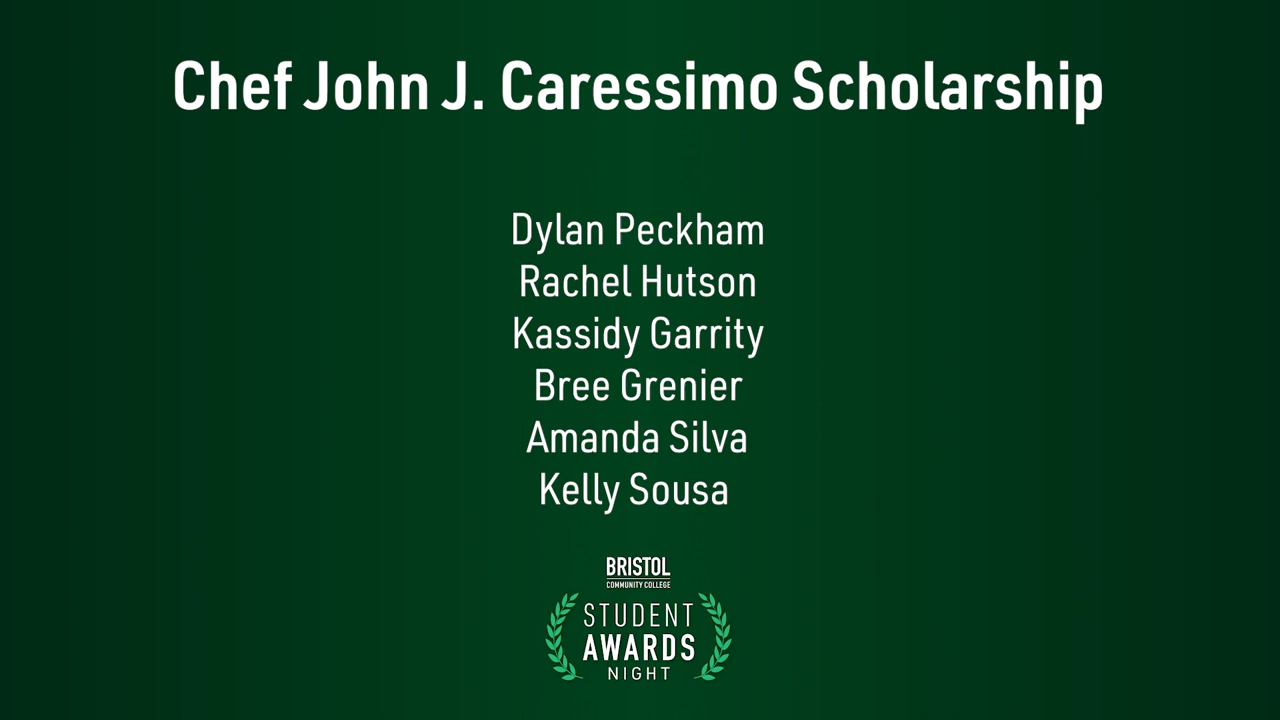 Chef John J. Caressimo Scholarship
Dylan Peckham
Rachel Hutson
Kassidy Garrity
Bree Grenier
Amanda Silva
Kelly Sousa
BRISTOL
COMMUNITY COLLEGE
STUDENT
AWARDS
NIGHT